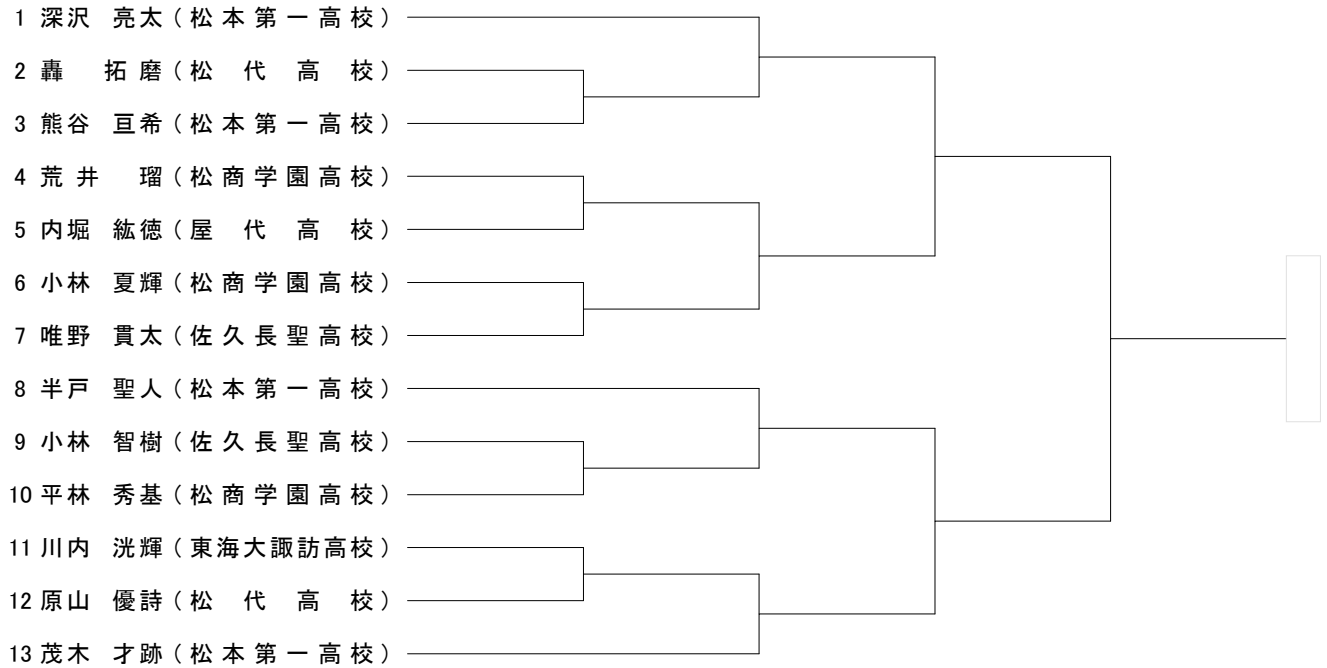 1 深沢 亮太（松本第一高校）
2 轟 拓磨（松代高校）
3 熊谷 亘希（松本第一高校）
4 荒井 瑠（松商学園高校）
5 内堀 紘徳（屋代高校）
6 小林 夏輝（松商学園高校）
7 唯野 貫太（佐久長聖高校）
8 半戸 聖人（松本第一高校）
9 小林 智樹（佐久長聖高校）
10 平林 秀基（松商学園高校）
11 川内 洸輝（東海大諏訪高校）
12 原山 優詩（松代高校）
13 茂木 才跡（松本第一高校）